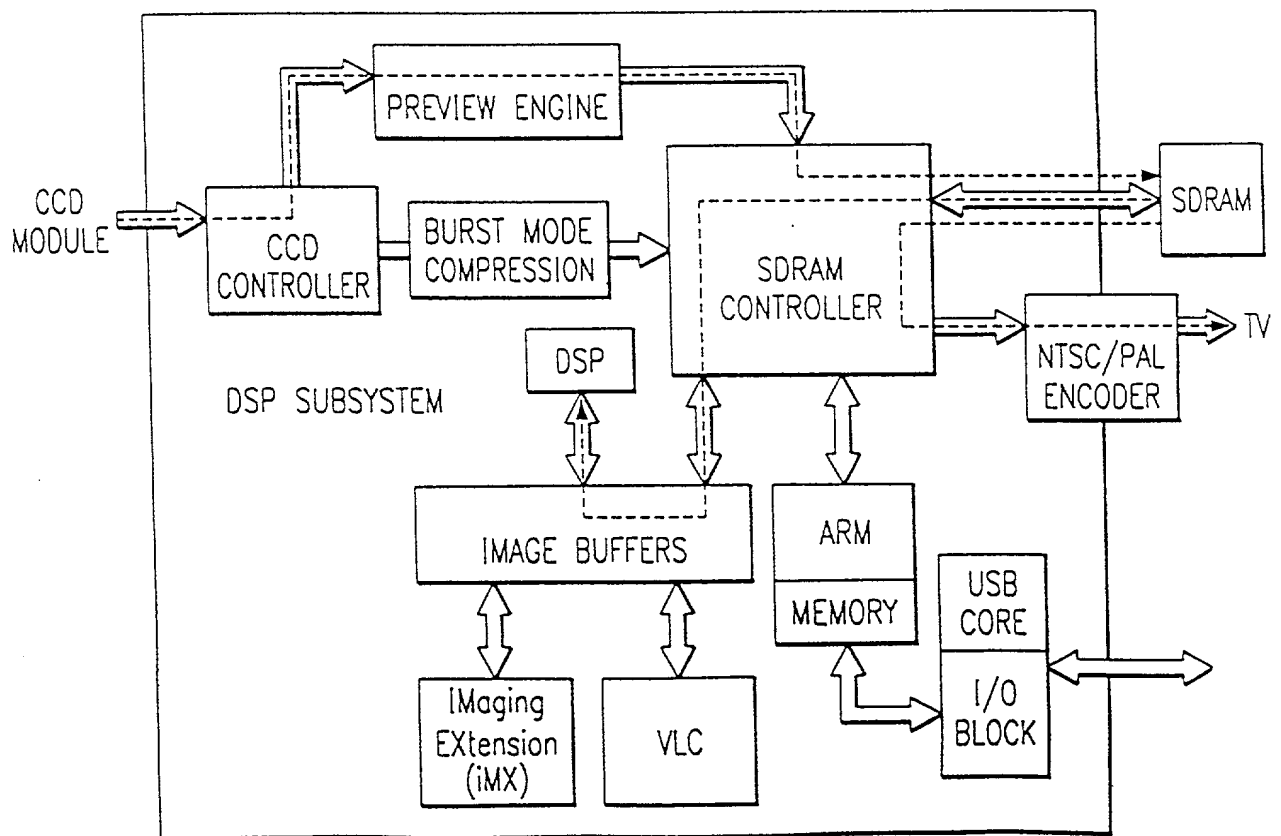 PREVIEW ENGINE
CCD
MODULE
CCD
CONTROLLER
BURST MODE
COMPRESSION
SDRAM
CONTROLLER
SDRAM
NTSC/PAL
ENCODER
TV
DSP
DSP SUBSYSTEM
IMAGE BUFFERS
ARM
MEMORY
USB
CORE
I/O
BLOCK
IMaging
EXtension
(iMX)
VLC